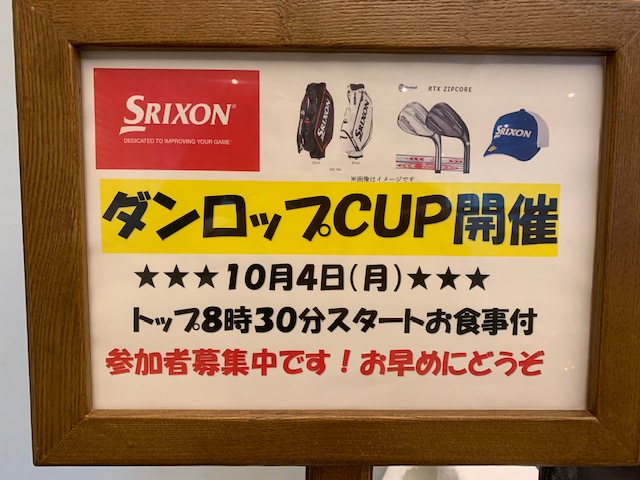 SRIXON®
DEDICATED TO IMPROVING YOUR GAME
RTX ZIPCORE
SRIXON
※画像はイメージです
ダンロップCUP開催
★★★10月4日(月)★★★
トップ8時30分スタートお食事付
参加者募集中です！お早めにどうぞ